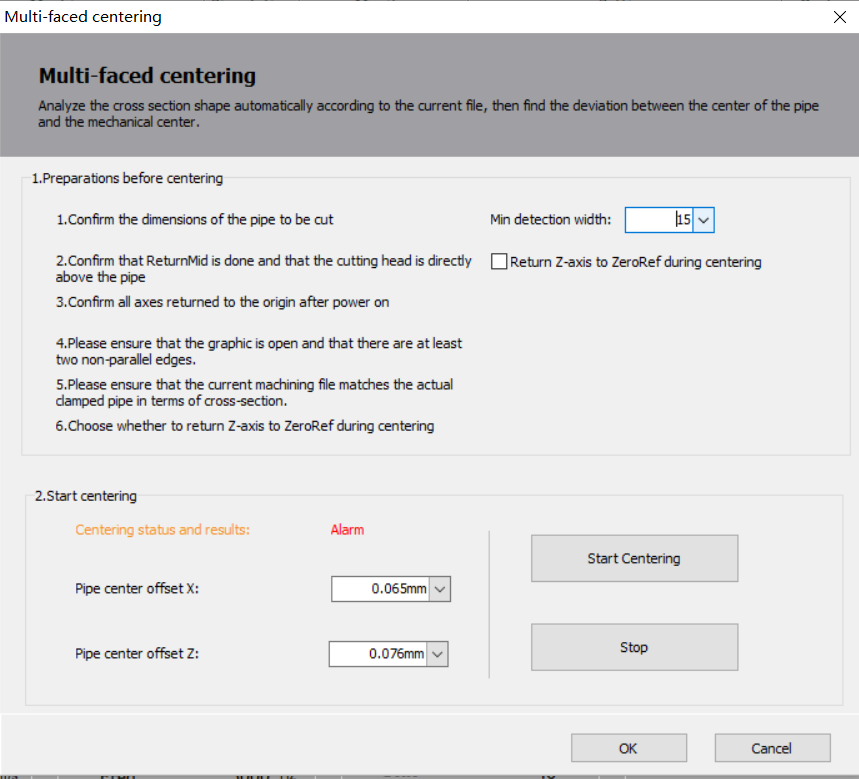 Multi-faced centering
Multi-faced centering
Analyze the cross section shape automatically according to the current file, then find the deviation between the center of the pipe
and the mechanical center.
1.Preparations before centering
1.Confirm the dimensions of the pipe to be cut
Min detection width:
15
2.Confirm that ReturnMid is done and that the cutting head is directly
above the pipe
Return Z-axis to ZeroRef during centering
3.Confirm all axes returned to the origin after power on
4.Please ensure that the graphic is open and that there are at least
two non-parallel edges.
5.Please ensure that the current machining file matches the actual
clamped pipe in terms of cross-section.
6.Choose whether to return Z-axis to ZeroRef during centering
2.Start centering
Centering status and results:
Alarm
Start Centering
Pipe center offset X:
0.065mm
Pipe center offset Z:
0.076mm
Stop
OK
Cancel